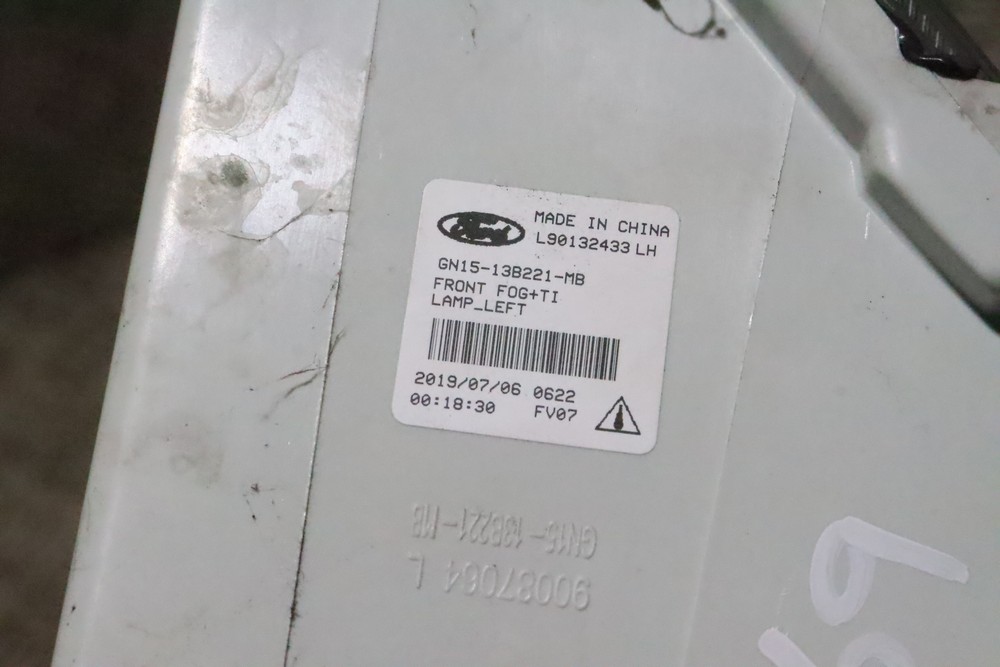 MADE IN CHINA
L90132433 LH
GN15-13B221-MB
FRONT FOG+TI
LAMP_LEFT
2019/07/06 0622
00:18:30 FV07
GN15-13B221-MB
90087064 L